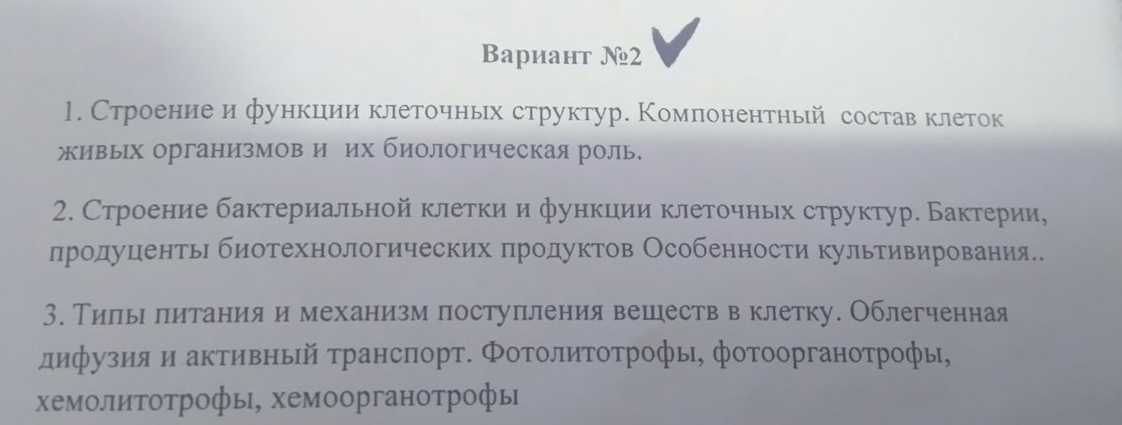 Вариант №2
1. Строение и функции клеточных структур. Компонентный состав клеток
живых организмов и их биологическая роль.
2. Строение бактериальной клетки и функции клеточных структур. Бактерии,
продуценты биотехнологических продуктов Особенности культивирования..
3. Типы питания и механизм поступления веществ в клетку. Облегченная
дифузия и активный транспорт. Фотолитотрофы, фотоорганотрофы,
хемолитотрофы, хемоорганотрофы